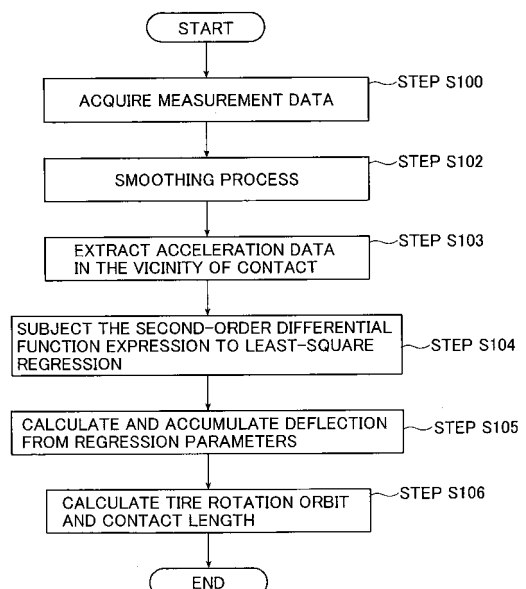 START
ACQUIRE MEASUREMENT DATA
STEP S100
SMOOTHING PROCESS
STEP S102
EXTRACT ACCELERATION DATA
IN THE VICINITY OF CONTACT
STEP S103
SUBJECT THE SECOND-ORDER DIFFERENTIAL
FUNCTION EXPRESSION TO LEAST-SQUARE
REGRESSION
STEP S104
CALCULATE AND ACCUMULATE DEFLECTION
FROM REGRESSION PARAMETERS
STEP S105
CALCULATE TIRE ROTATION ORBIT
AND CONTACT LENGTH
STEP S106
END